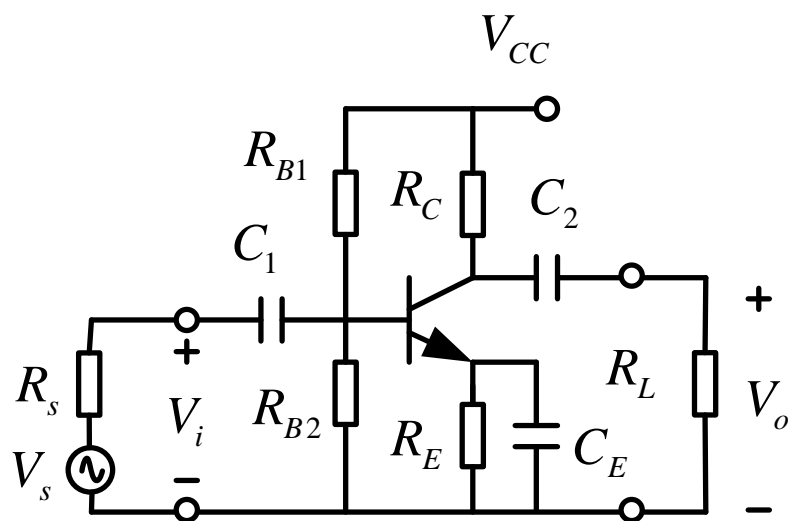 V_CC
R_B1
R_C
C_2
C_1
+
+
R_s
V_i
R_B2
R_E
C_E
R_L
V_o
V_s
−
−